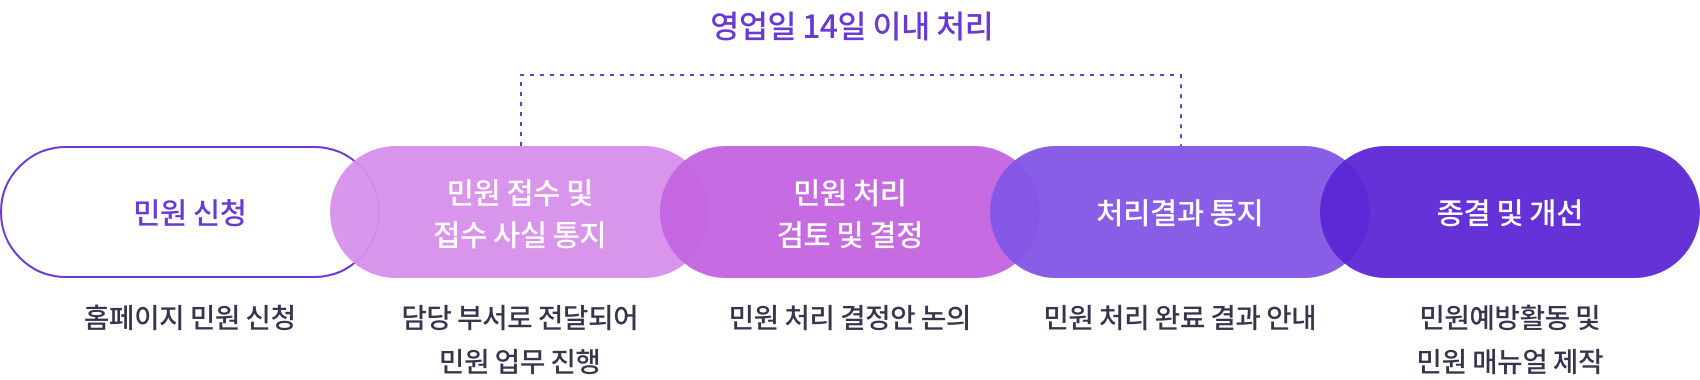 영업일 14일 이내 처리
민원 신청
민원 접수 및
접수 사실 통지
민원 처리
검토 및 결정
처리결과 통지
종결 및 개선
홈페이지 민원 신청
담당 부서로 전달되어
민원 업무 진행
민원 처리 결정안 논의
민원 처리 완료 결과 안내
민원예방활동 및
민원 매뉴얼 제작